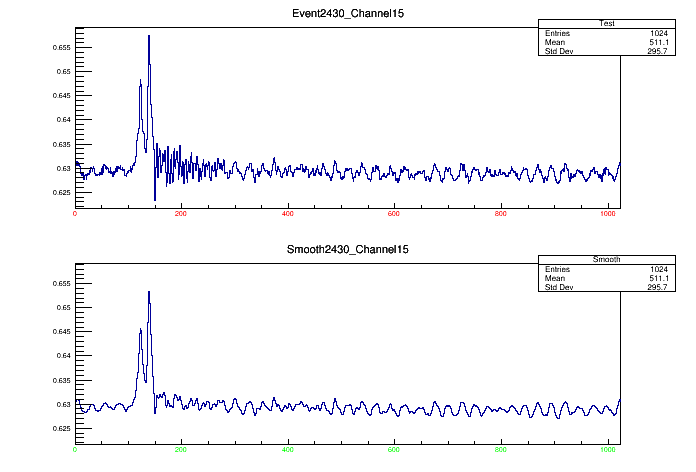 Event2430_Channel15
Test
Entries 1024
Mean 511.1
Std Dev 295.7
0.655
0.65
0.645
0.64
0.635
0.63
0.625
0 200 400 600 800 1000
Smooth2430_Channel15
Smooth
Entries 1024
Mean 511.1
Std Dev 295.7
0.655
0.65
0.645
0.64
0.635
0.63
0.625
0 200 400 600 800 1000